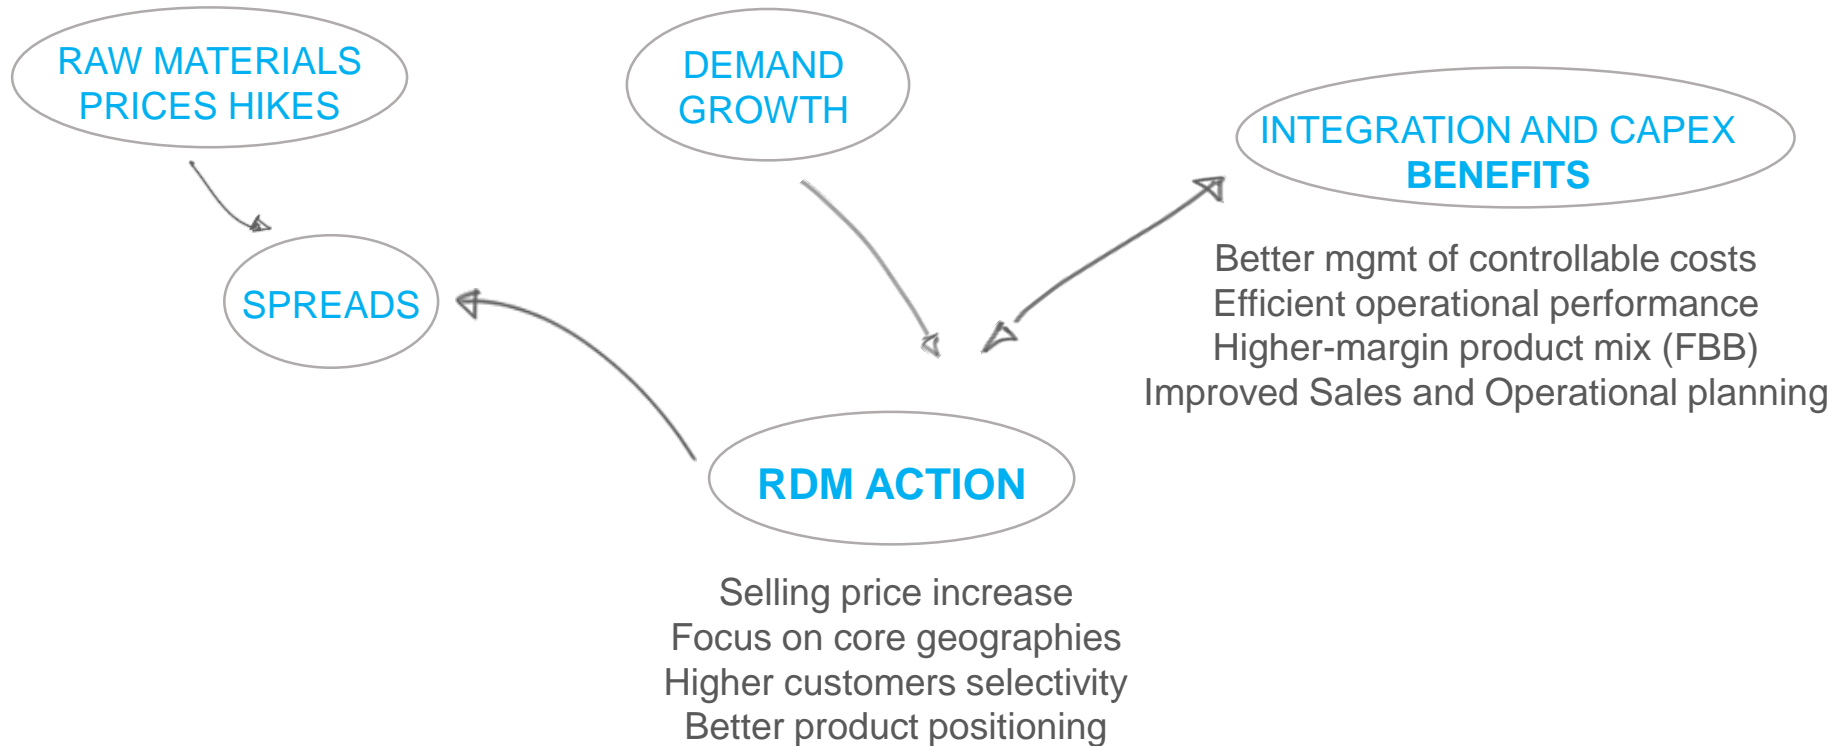 RAW MATERIALS
PRICES HIKES
DEMAND
GROWTH
INTEGRATION AND CAPEX
BENEFITS
Better mgmt of controllable costs
Efficient operational performance
Higher-margin product mix (FBB)
Improved Sales and Operational planning
SPREADS
RDM ACTION
Selling price increase
Focus on core geographies
Higher customers selectivity
Better product positioning